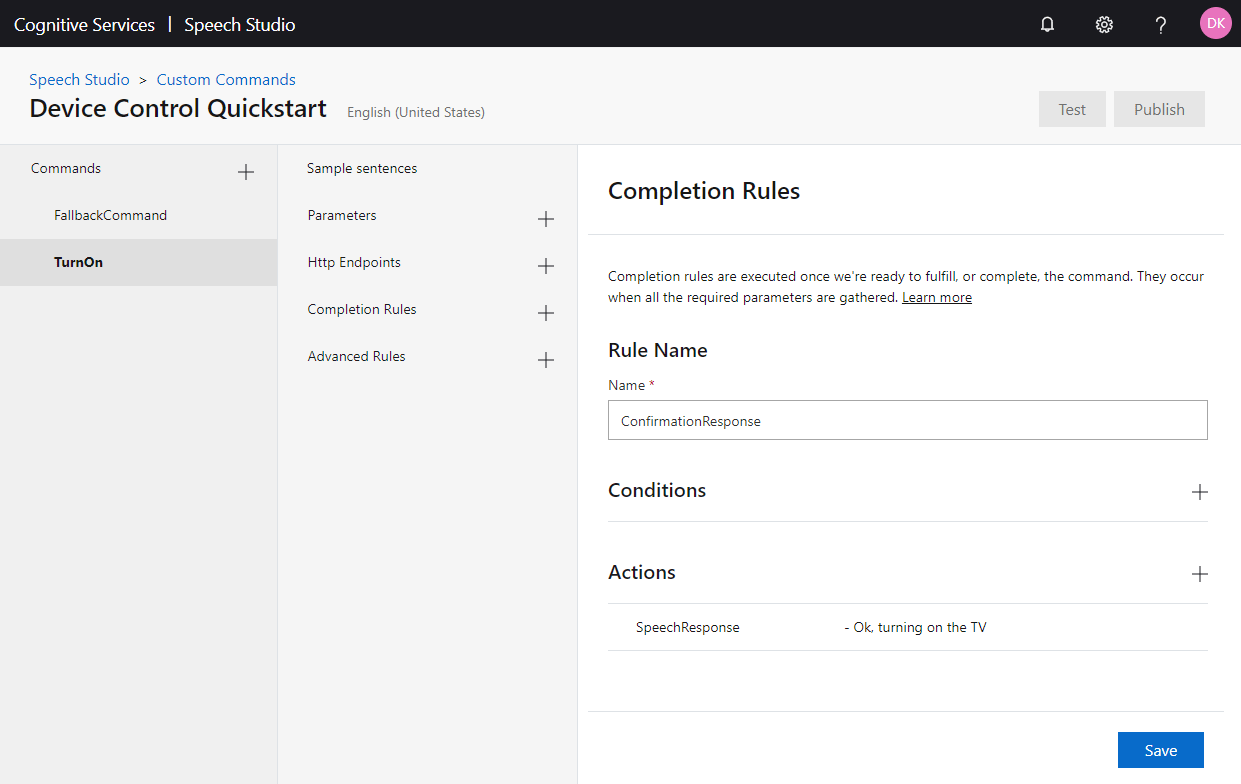 Cognitive Services | Speech Studio
DK
Speech Studio > Custom Commands
Device Control Quickstart English (United States)
Test Publish
Commands
FallbackCommand
TurnOn
Sample sentences
Parameters
Http Endpoints
Completion Rules
Advanced Rules
Completion Rules
Completion rules are executed once we're ready to fulfill, or complete, the command. They occur
when all the required parameters are gathered. Learn more
Rule Name
Name *
ConfirmationResponse
Conditions
Actions
SpeechResponse - Ok, turning on the TV
Save